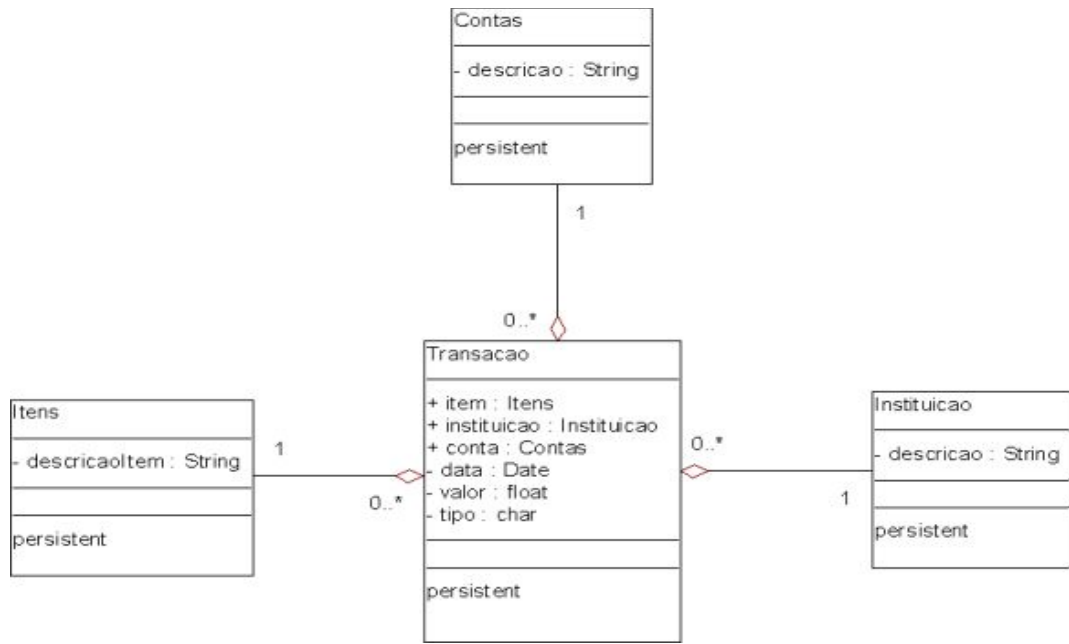 Contas
- descricao : String
persistent
1
0..*
Transacao
+ item : Itens
+ instituicao : Instituicao
+ conta : Contas
- data : Date
- valor : float
- tipo : char
persistent
Itens
- descricaoItem : String
persistent
1
0..*
Instituicao
- descricao : String
persistent
0..*
1